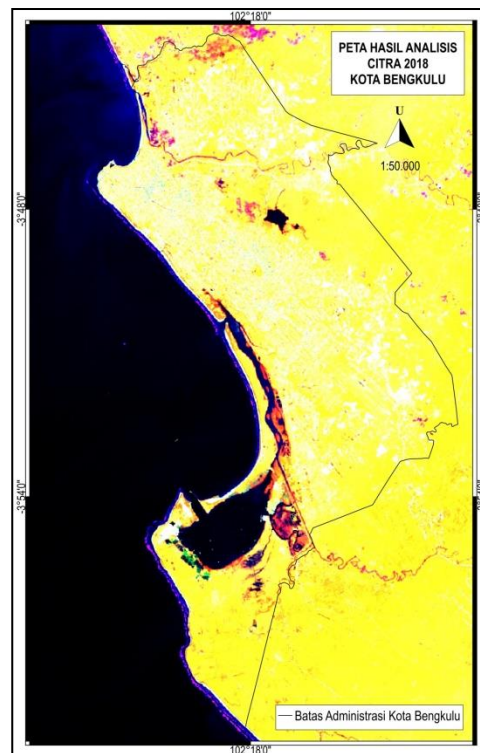 102°18'0"
PETA HASIL ANALISIS
CITRA 2018
KOTA BENGKULU
U
1:50.000
-3°48'0"
-3°54'0"
Batas Administrasi Kota Bengkulu
102°18'0"